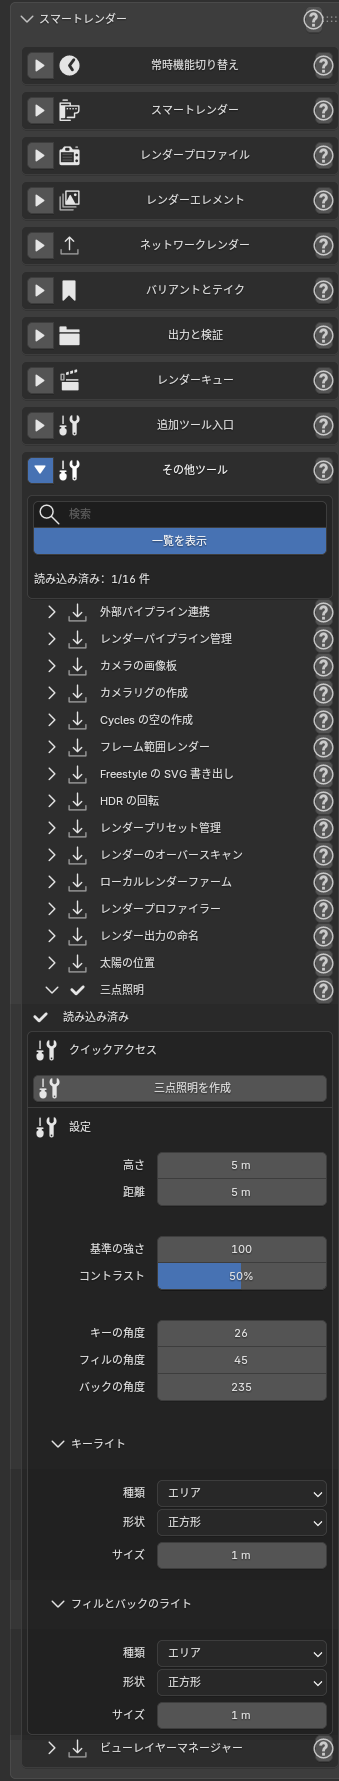 スマートレンダー
常時機能切り替え
スマートレンダー
レンダープロファイル
レンダーエレメント
ネットワークレンダー
バリアントとテイク
出力と検証
レンダーキュー
追加ツール入口
その他ツール
検索
一覧を表示
読み込み済み: 1/16 件
外部パイプライン連携
レンダーパイプライン管理
カメラの画像板
カメラリグの作成
Cycles の空の作成
フレーム範囲レンダー
Freestyle の SVG 書き出し
HDR の回転
レンダープリセット管理
レンダーのオーバースキャン
ローカルレンダーファーム
レンダープロファイラー
レンダー出力の命名
太陽の位置
三点照明
読み込み済み
クイックアクセス
三点照明を作成
設定
高さ 5 m
距離 5 m
基準の強さ 100
コントラスト 50%
キーの角度 26
フィルの角度 45
バックの角度 235
キーライト
種類 エリア
形状 正方形
サイズ 1 m
フィルとバックのライト
種類 エリア
形状 正方形
サイズ 1 m
ビューレイヤーマネージャー